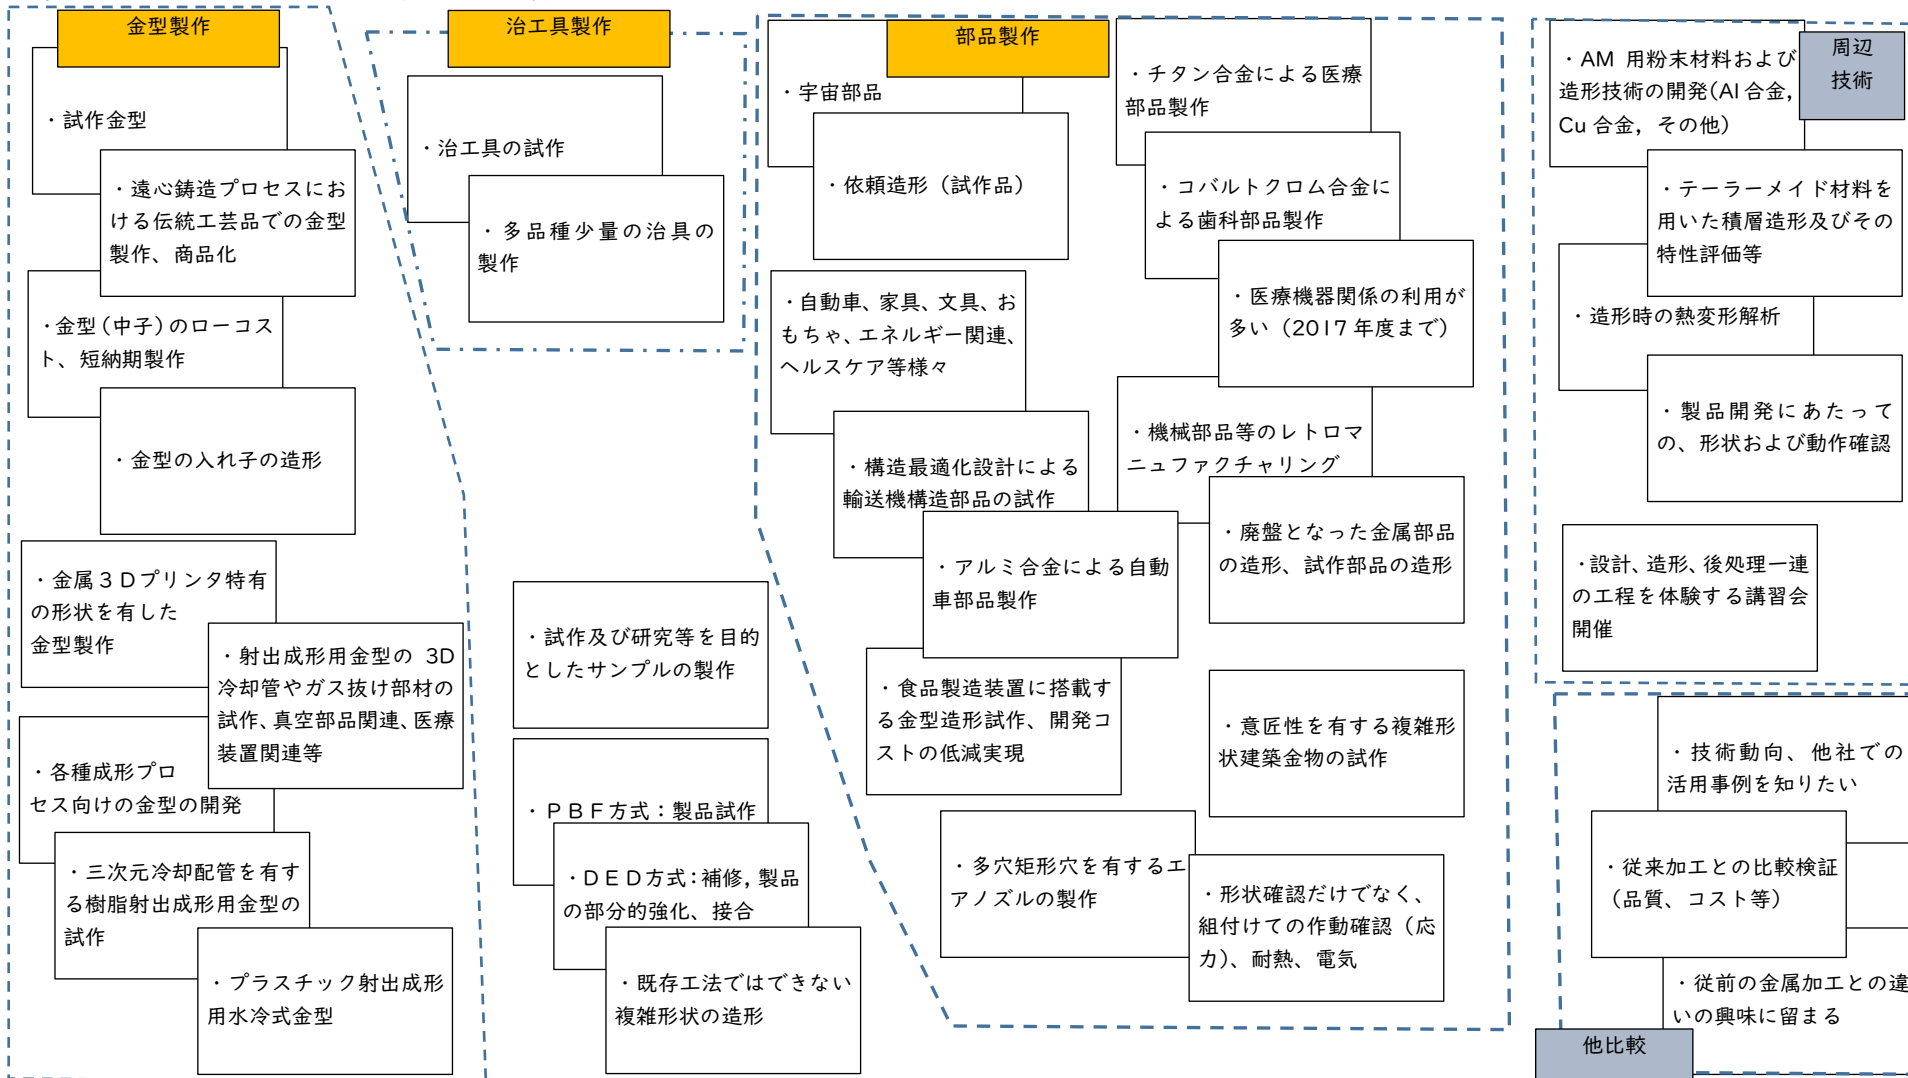 金型製作
・試作金型
・遠心鋳造プロセスにお
ける伝統工芸品での金型
製作、商品化
・金型(中子)のローコス
ト、短納期製作
・金型の入れ子の造形
・金属3Dプリンタ特有
の形状を有した
金型製作
・射出成形用金型の 3D
冷却管やガス抜け部材の
試作、真空部品関連、医療
装置関連等
・各種成形プロ
セス向けの金型の開発
・三次元冷却配管を有す
る樹脂射出成形用金型の
試作
・プラスチック射出成形
用水冷式金型
治工具製作
・治工具の試作
・多品種少量の治具の
製作
・試作及び研究等を目的
としたサンプルの製作
・PBF方式：製品試作
・DED方式：補修，製品
の部分的強化、接合
・既存工法ではできない
複雑形状の造形
部品製作
・宇宙部品
・依頼造形（試作品）
・自動車、家具、文具、お
もちゃ、エネルギー関連、
ヘルスケア等様々
・構造最適化設計による
輸送機構造部品の試作
・アルミ合金による自動
車部品製作
・食品製造装置に搭載す
る金型造形試作、開発コ
ストの低減実現
・多穴矩形穴を有するエ
アノズルの製作
・チタン合金による医療
部品製作
・コバルトクロム合金に
よる歯科部品製作
・医療機器関係の利用が
多い（2017年度まで）
・機械部品等のレトロマ
ニュファクチャリング
・廃盤となった金属部品
の造形、試作部品の造形
・意匠性を有する複雑形
状建築金物の試作
・形状確認だけでなく、
組付けての作動確認（応
力）、耐熱、電気
周辺
技術
・AM 用粉末材料および
造形技術の開発(Al合金，
Cu合金，その他)
・テーラーメイド材料を
用いた積層造形及びその
特性評価等
・造形時の熱変形解析
・製品開発にあたって
の、形状および動作確認
・設計、造形、後処理一連
の工程を体験する講習会
開催
・技術動向、他社での
活用事例を知りたい
・従来加工との比較検証
（品質、コスト等）
・従前の金属加工との違
いの興味に留まる
他比較